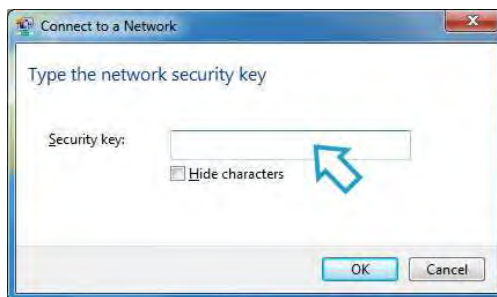 Connect to a Network
Type the network security key
Security key:
Hide characters
OK Cancel